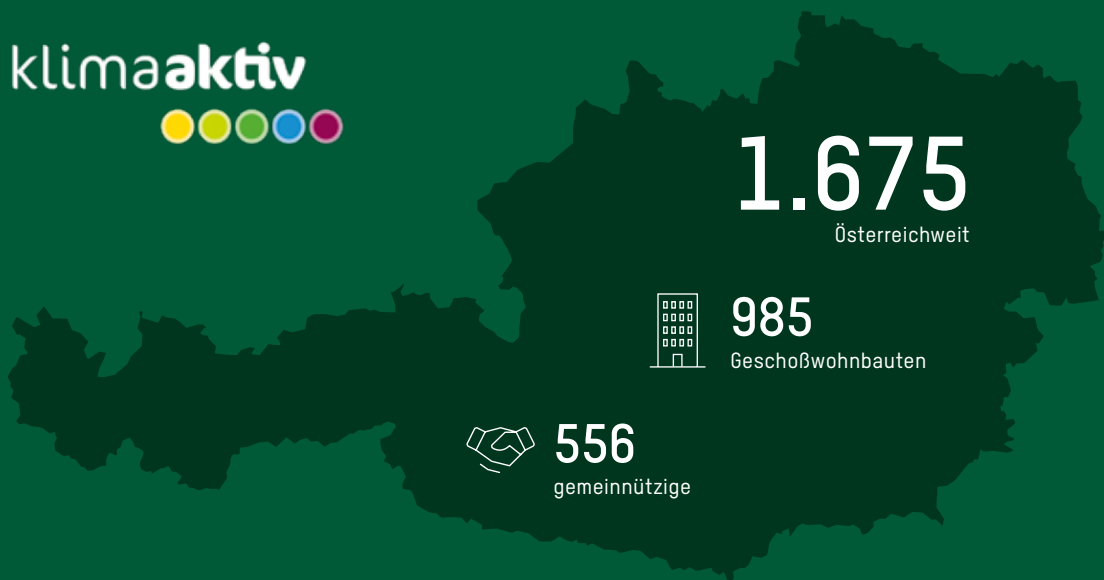 klimaaktiv
1.675
Österreichweit
985
Geschoßwohnbauten
556
gemeinnützige